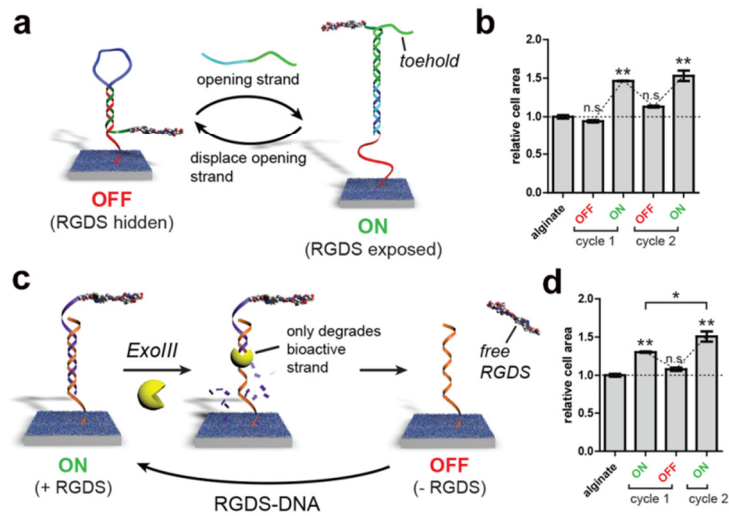 a
opening strand
toehold
displace opening
strand
OFF
(RGDS hidden)
ON
(RGDS exposed)
b
relative cell area
2.0
1.5
1.0
0.5
0.0
n.s
**
n.s
**
alginate
OFF
ON
OFF
ON
cycle 1
cycle 2
c
ExoIII
only degrades
bioactive
strand
free
RGDS
ON
(+ RGDS)
OFF
(- RGDS)
RGDS-DNA
d
relative cell area
2.0
1.5
1.0
0.5
0.0
*
**
n.s
**
alginate
ON
OFF
ON
cycle 1
cycle 2